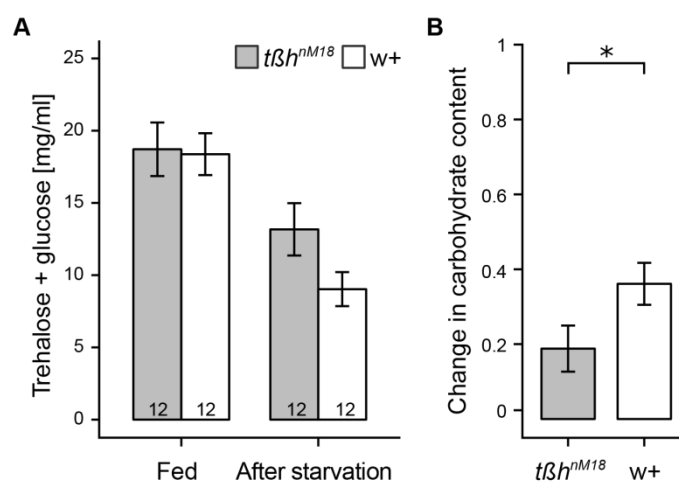 A
tßh^nM18 w+
Trehalose + glucose [mg/ml]
25
20
15
10
5
0
12 12 12 12
Fed After starvation
B
*
Change in carbohydrate content
1
0.8
0.6
0.4
0.2
0
tßh^nM18 w+